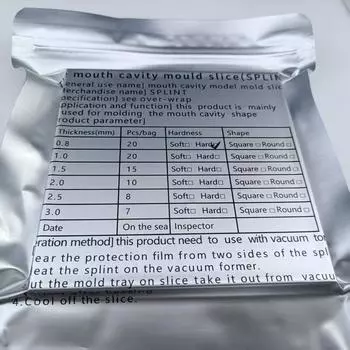 mouth cavity mould slice(SPLIN
eneral use name] mouth cavity model mold slic
erchandise name] SPLINT
pecification] see over-wrap
pplication and function] this product is mainly
used for molding the mouth cavity shape
roduct parameter]
Thickness(mm) Pcs/bag Hardness Shape
0.8 20 Soft□ Hard☑ Square □ Round □
1.0 20 Soft□ Hard□ Square □ Round □
1.5 15 Soft□ Hard□ Square □ Round □
2.0 10 Soft□ Hard□ Square □ Round □
2.5 8 Soft□ Hard□ Square □ Round □
3.0 7 Soft□ Hard□ Square □ Round □
Date On the sea Inspector
ration method] this product need to use with vacuum to
ear the protection film from two sides of the spl
eat the splint on the vacuum former.
ut the mold tray on slice take it out from vacuu
4.Cool off the slice.